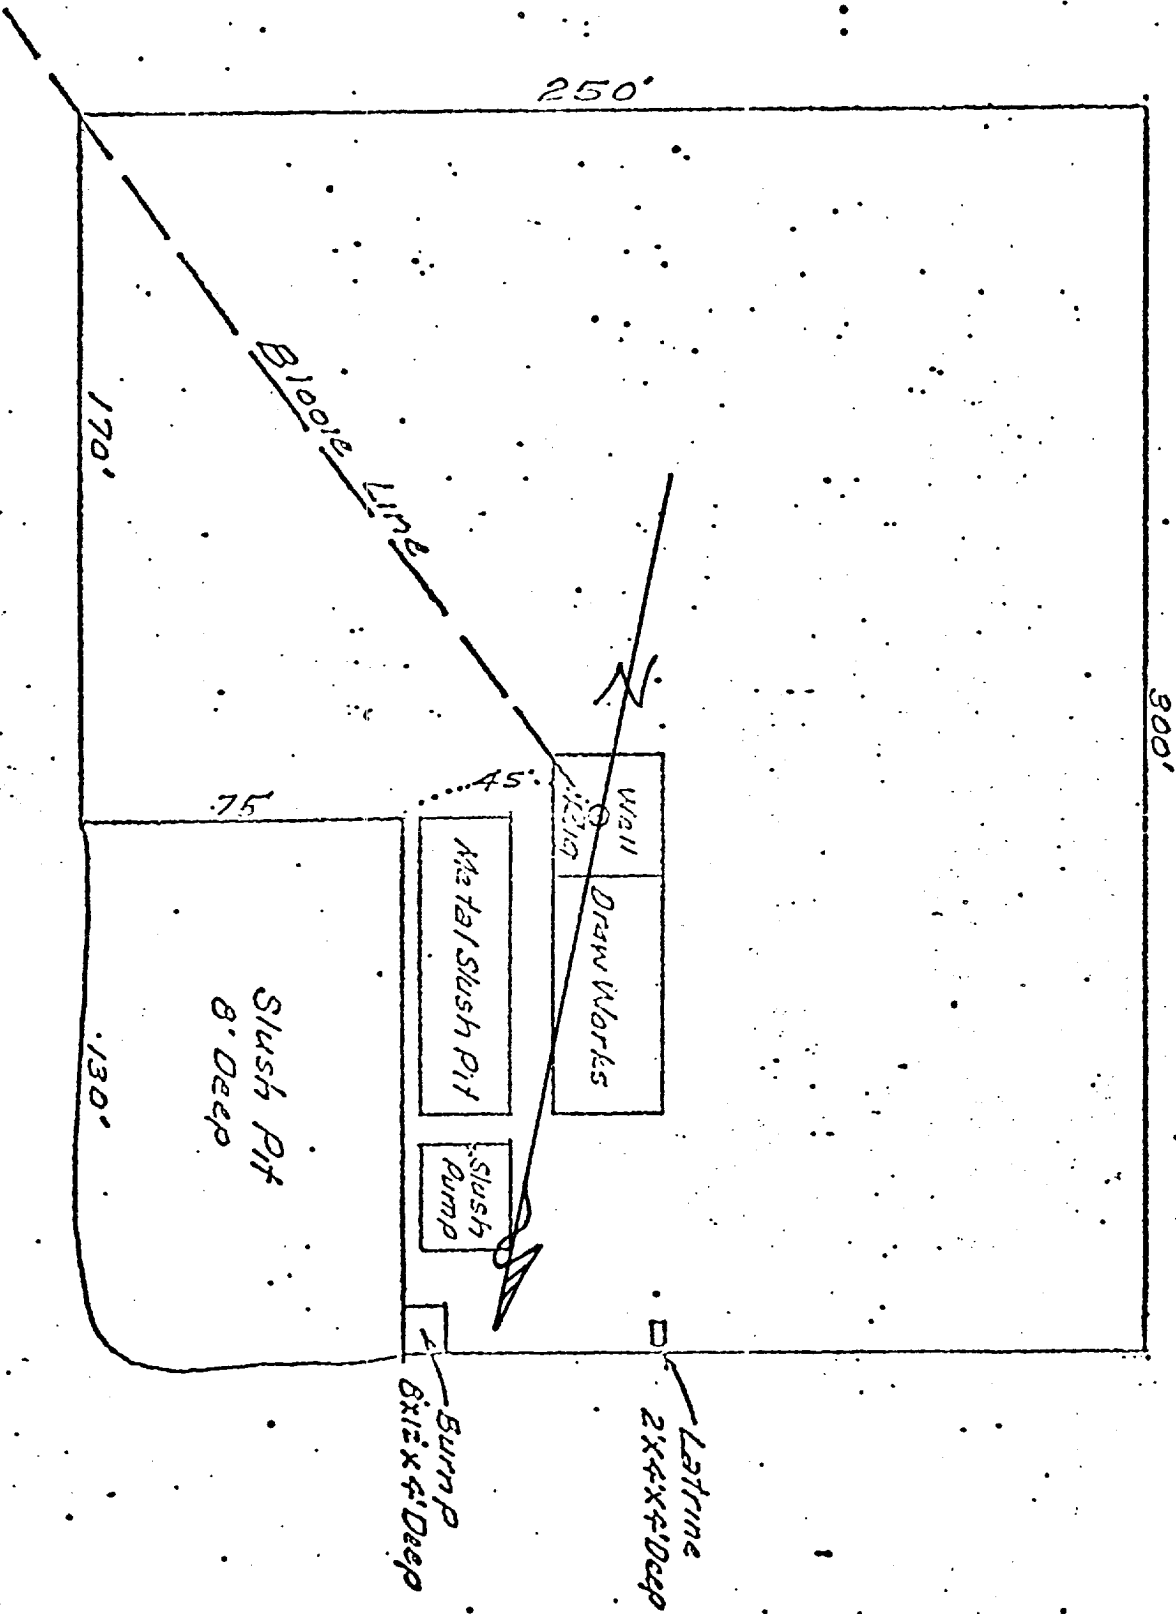 250'
300'
Blooie Line
170'
45'
75'
Well
Rig
Draw Works
Metal Slush Pit
Slush
Pump
Slush Pit
8' Deep
130'
N
Latrine
2'x4'x4' Deep
Burn P
8x12x4' Deep